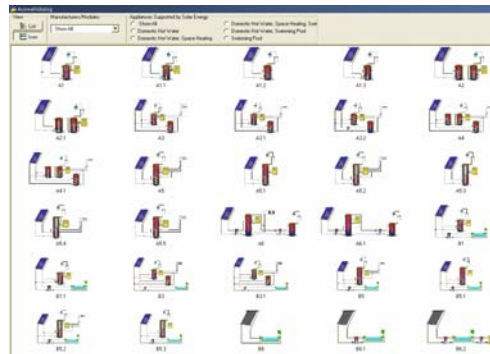 View:
Manufacturers/Modules:
Appliances Supported by Solar Energy
List
Show All
Show All
Domestic Hot Water, Space Heating, Swim
Domestic Hot Water
Domestic Hot Water, Swimming Pool
Icons
Domestic Hot Water, Space Heating
Swimming Pool
A1 A1.1 A1.2 A1.3 A2
A2.1 A3 A3.1 A3.2 A4
A4.1 A5 A5.1 A5.2 A5.3
A5.4 A5.5 A6 A6.1 B1
B1.1 B3 B3.1 B5 B5.1
B5.2 B5.3 B6 B6.1 B6.2